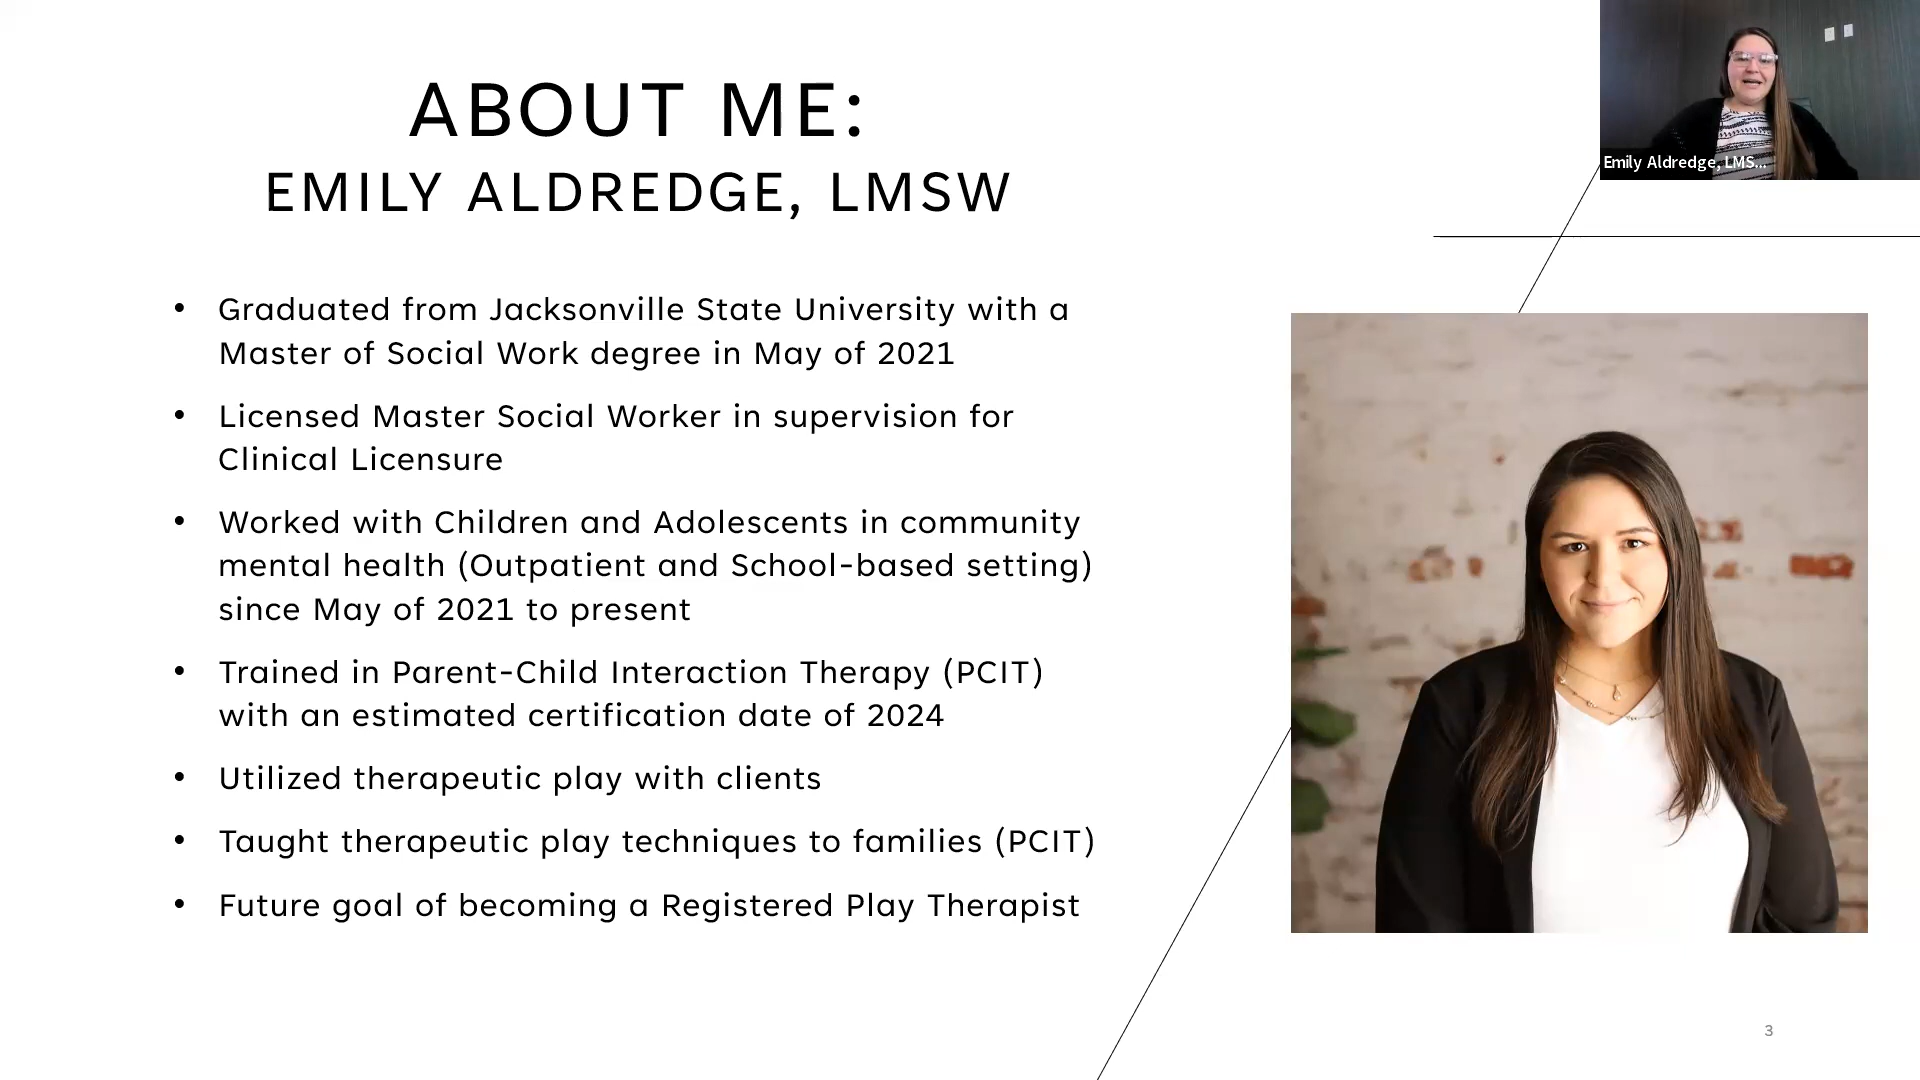 ABOUT ME:
EMILY ALDREDGE, LMSW
Emily Aldredge, LMS...
• Graduated from Jacksonville State University with a
Master of Social Work degree in May of 2021
• Licensed Master Social Worker in supervision for
Clinical Licensure
• Worked with Children and Adolescents in community
mental health (Outpatient and School-based setting)
since May of 2021 to present
• Trained in Parent-Child Interaction Therapy (PCIT)
with an estimated certification date of 2024
• Utilized therapeutic play with clients
• Taught therapeutic play techniques to families (PCIT)
• Future goal of becoming a Registered Play Therapist
3